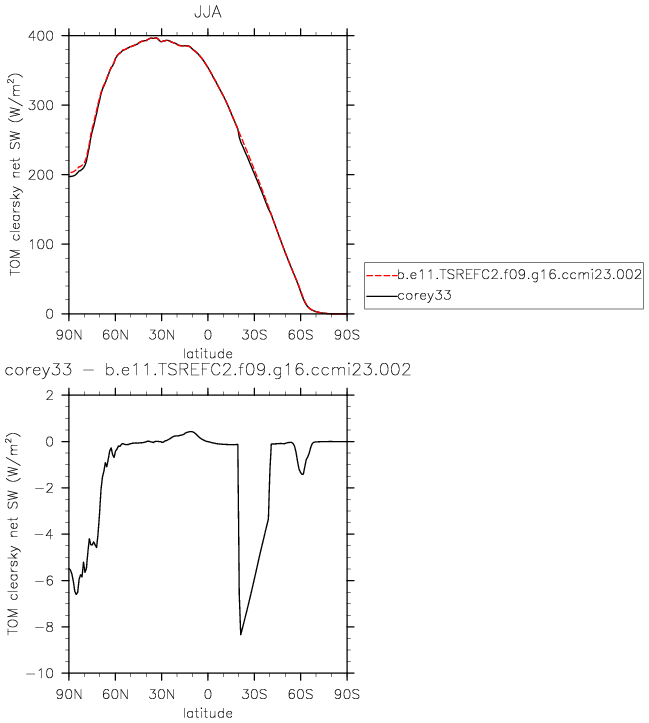 JJA
TOM clearsky net SW (W/m²)
400
300
200
100
0
90N 60N 30N 0 30S 60S 90S
latitude
b.e11.TSREFC2.f09.g16.ccmi23.002
corey33
corey33 − b.e11.TSREFC2.f09.g16.ccmi23.002
TOM clearsky net SW (W/m²)
2
0
−2
−4
−6
−8
−10
90N 60N 30N 0 30S 60S 90S
latitude